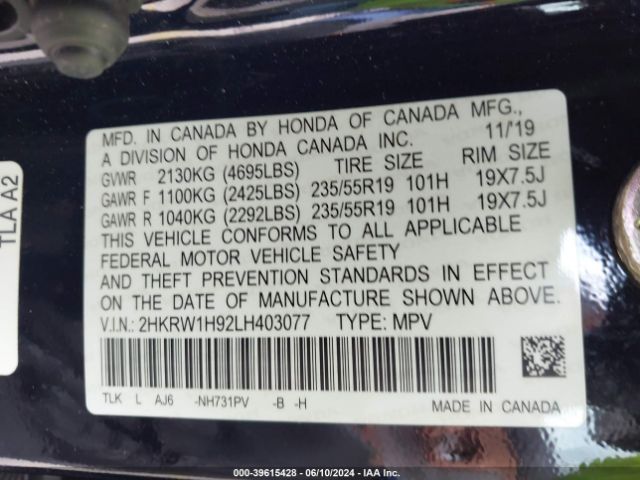 MFD. IN CANADA BY HONDA OF CANADA MFG.,
A DIVISION OF HONDA CANADA INC. 11/'19
GVWR 2130KG (4695LBS) TIRE SIZE RIM SIZE
GAWR F 1100KG (2425LBS) 235/55R19 101H 19X7.5J
GAWR R 1040KG (2292LBS) 235/55R19 101H 19X7.5J
THIS VEHICLE CONFORMS TO ALL APPLICABLE
FEDERAL MOTOR VEHICLE SAFETY
AND THEFT PREVENTION STANDARDS IN EFFECT
ON THE DATE OF MANUFACTURE SHOWN ABOVE.
V.I.N.: 2HKRW1H92LH403077 TYPE: MPV
TLK L AJ6 -NH731PV -B -H
MADE IN CANADA
TLA A2
000-39615428 - 06/10/2024 - IAA Inc.